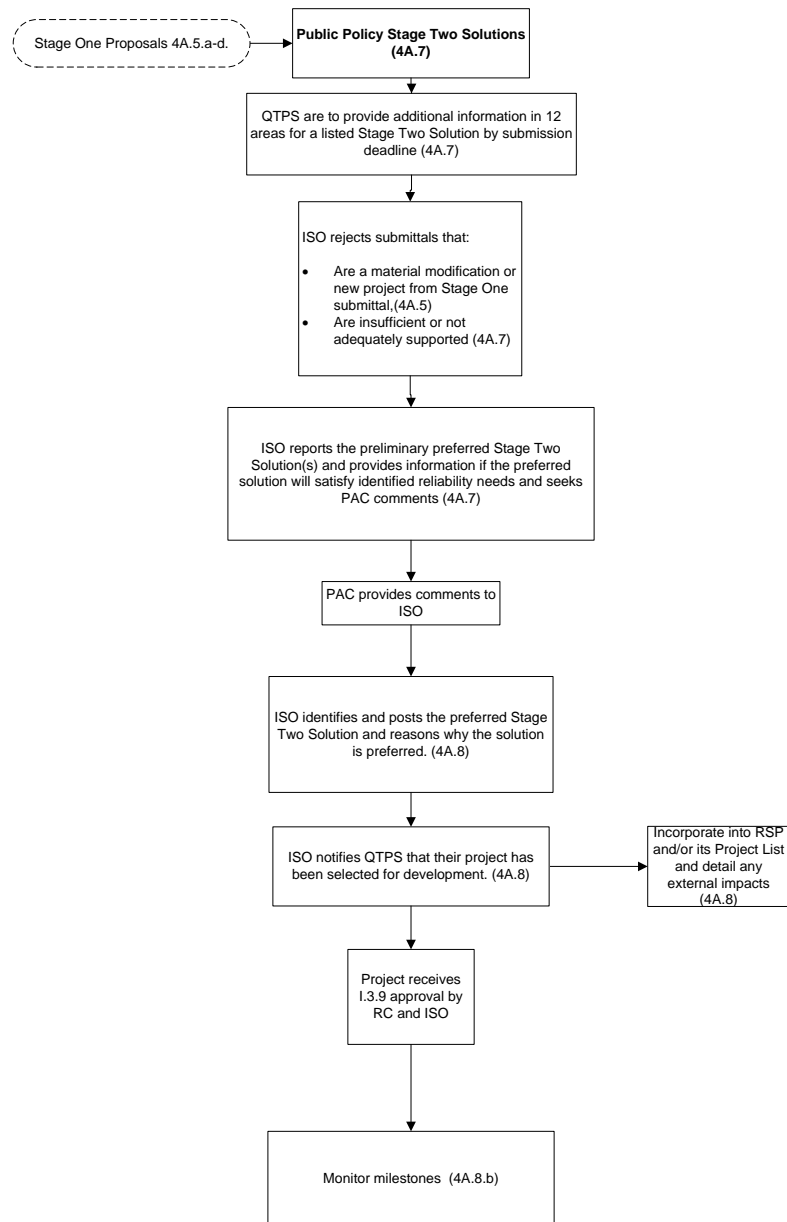 Stage One Proposals 4A.5.a-d.
Public Policy Stage Two Solutions
(4A.7)
QTPS are to provide additional information in 12
areas for a listed Stage Two Solution by submission
deadline (4A.7)
ISO rejects submittals that:
• Are a material modification or
new project from Stage One
submittal,(4A.5)
• Are insufficient or not
adequately supported (4A.7)
ISO reports the preliminary preferred Stage Two
Solution(s) and provides information if the preferred
solution will satisfy identified reliability needs and seeks
PAC comments (4A.7)
PAC provides comments to
ISO
ISO identifies and posts the preferred Stage
Two Solution and reasons why the solution
is preferred. (4A.8)
ISO notifies QTPS that their project has
been selected for development. (4A.8)
Incorporate into RSP
and/or its Project List
and detail any
external impacts
(4A.8)
Project receives
I.3.9 approval by
RC and ISO
Monitor milestones (4A.8.b)